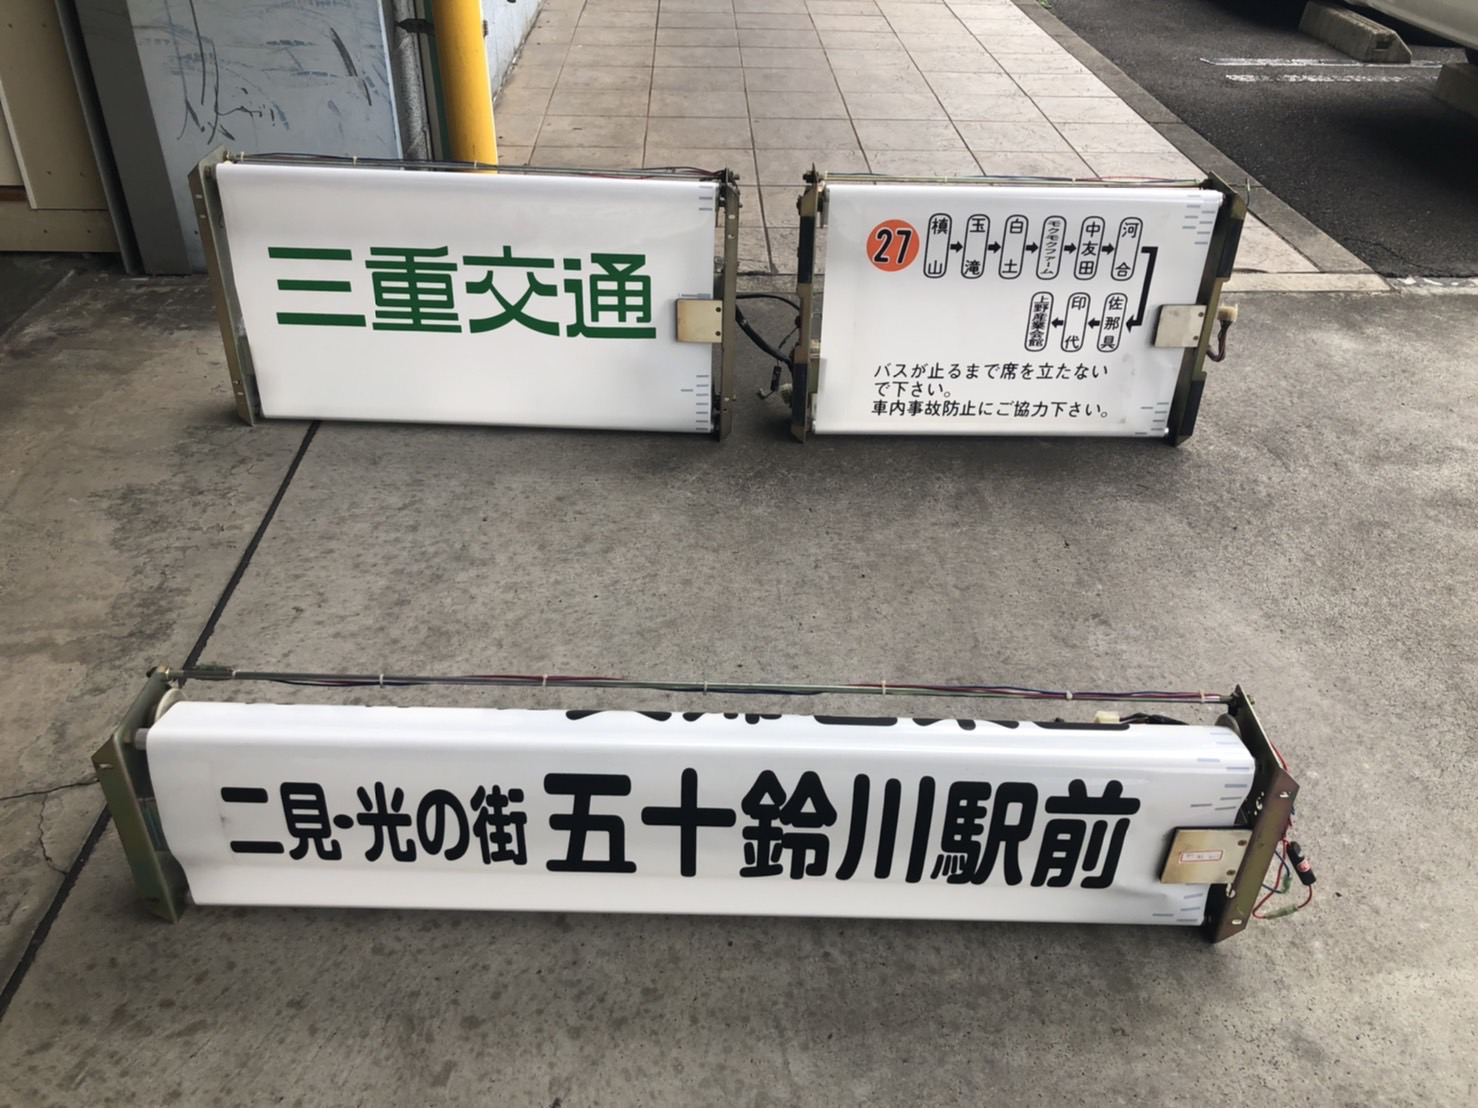 三重交通
27
槙山
玉滝
白土
モクモクファーム
中友田
河合
佐那具
印代
上野産業会館
バスが止るまで席を立たない
で下さい。
車内事故防止にご協力下さい。
二見・光の街 五十鈴川駅前